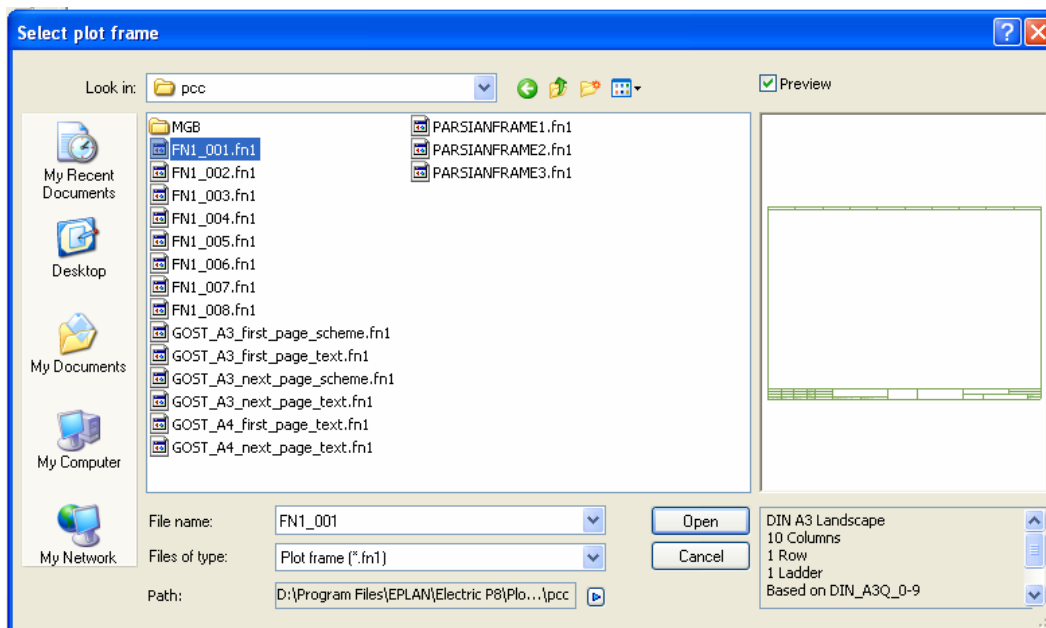 Select plot frame
Look in: pcc
Preview
My Recent
Documents
Desktop
My Documents
My Computer
My Network
MGB
FN1_001.fn1
FN1_002.fn1
FN1_003.fn1
FN1_004.fn1
FN1_005.fn1
FN1_006.fn1
FN1_007.fn1
FN1_008.fn1
GOST_A3_first_page_scheme.fn1
GOST_A3_first_page_text.fn1
GOST_A3_next_page_scheme.fn1
GOST_A3_next_page_text.fn1
GOST_A4_first_page_text.fn1
GOST_A4_next_page_text.fn1
PARSIANFRAME1.fn1
PARSIANFRAME2.fn1
PARSIANFRAME3.fn1
File name: FN1_001 Open
Files of type: Plot frame (*.fn1) Cancel
Path: D:\Program Files\EPLAN\Electric P8\Plo...\pcc
DIN A3 Landscape
10 Columns
1 Row
1 Ladder
Based on DIN_A3Q_0-9